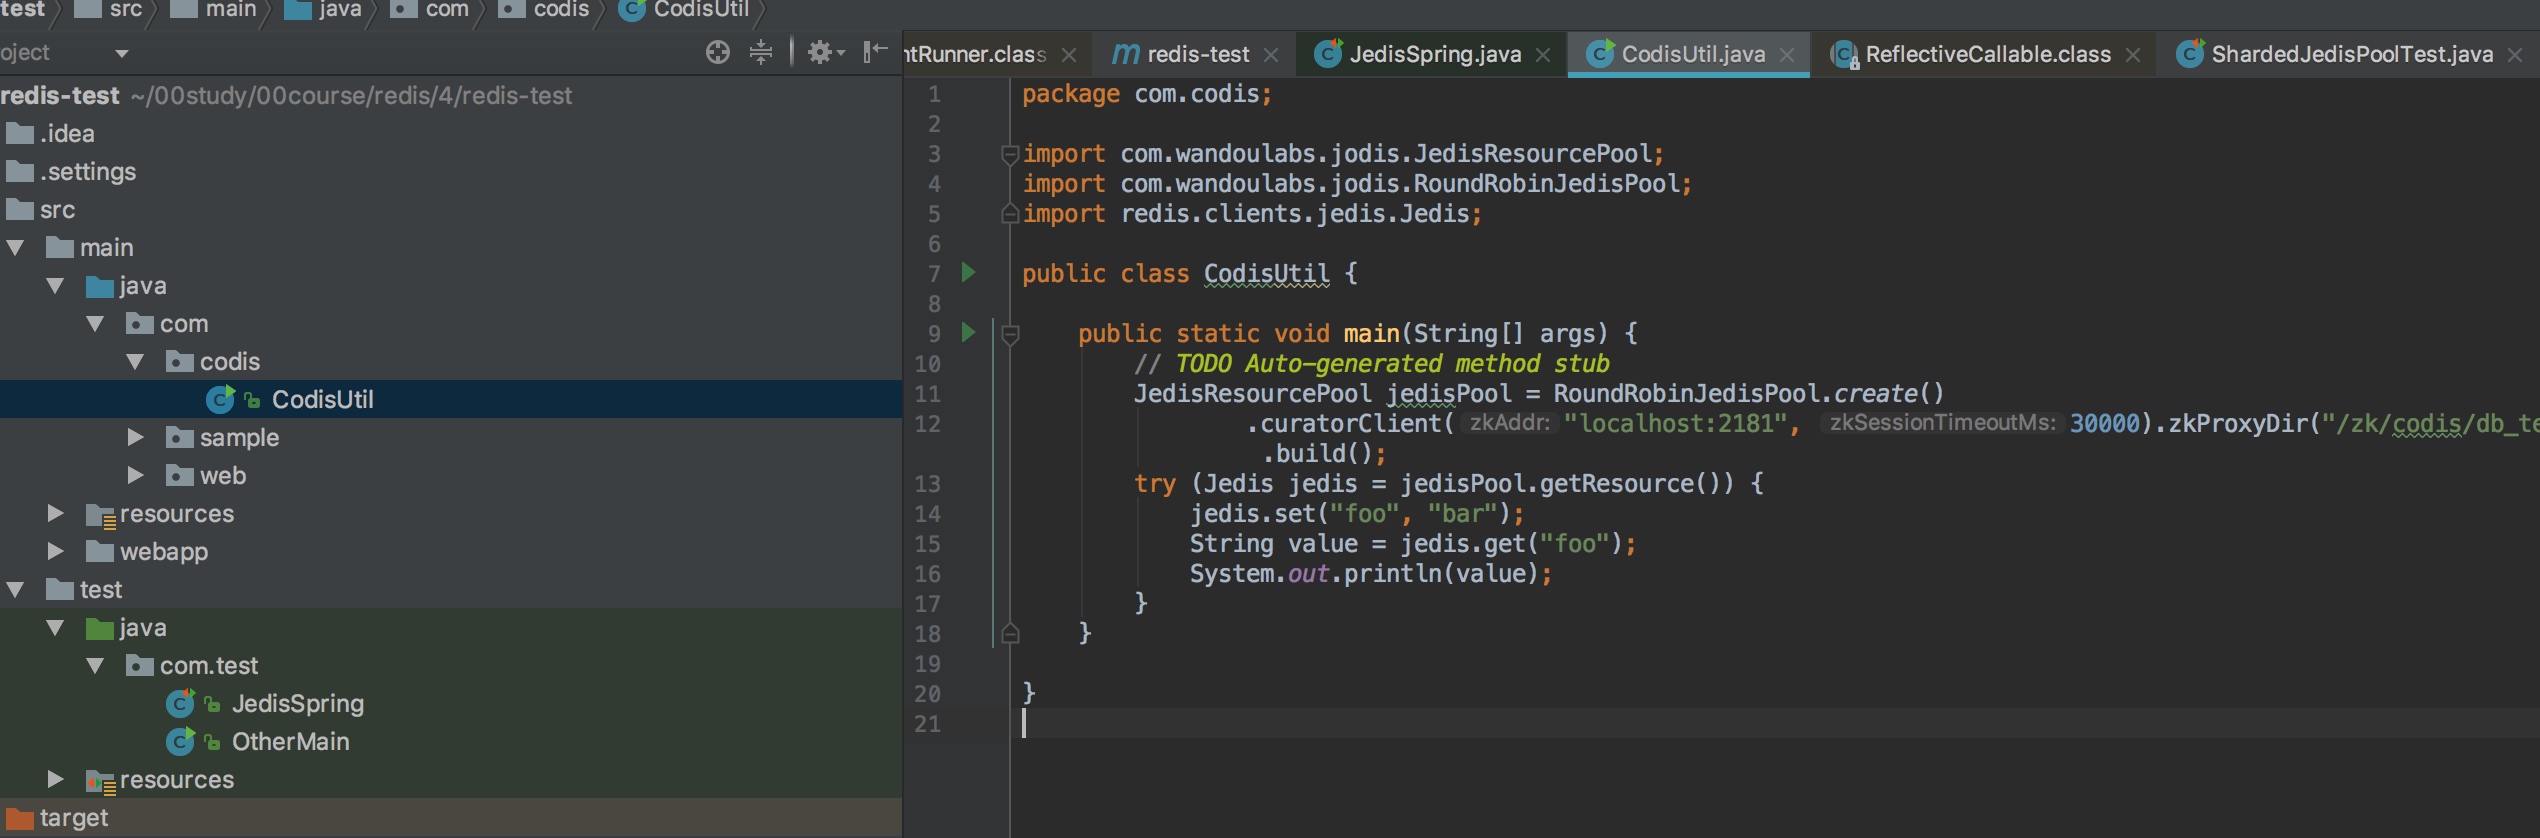 test src main java com codis CodisUtil
oject
redis-test ~/00study/00course/redis/4/redis-test
.idea
.settings
src
main
java
com
codis
CodisUtil
sample
web
resources
webapp
test
java
com.test
JedisSpring
OtherMain
resources
target
ntRunner.class redis-test JedisSpring.java CodisUtil.java ReflectiveCallable.class ShardedJedisPoolTest.java
1 package com.codis;
2
3 import com.wandoulabs.jodis.JedisResourcePool;
4 import com.wandoulabs.jodis.RoundRobinJedisPool;
5 import redis.clients.jedis.Jedis;
6
7 public class CodisUtil {
8
9 public static void main(String[] args) {
10 // TODO Auto-generated method stub
11 JedisResourcePool jedisPool = RoundRobinJedisPool.create()
12 .curatorClient( zkAddr: "localhost:2181", zkSessionTimeoutMs: 30000).zkProxyDir("/zk/codis/db_te
.build();
13 try (Jedis jedis = jedisPool.getResource()) {
14 jedis.set("foo", "bar");
15 String value = jedis.get("foo");
16 System.out.println(value);
17 }
18 }
19
20 }
21